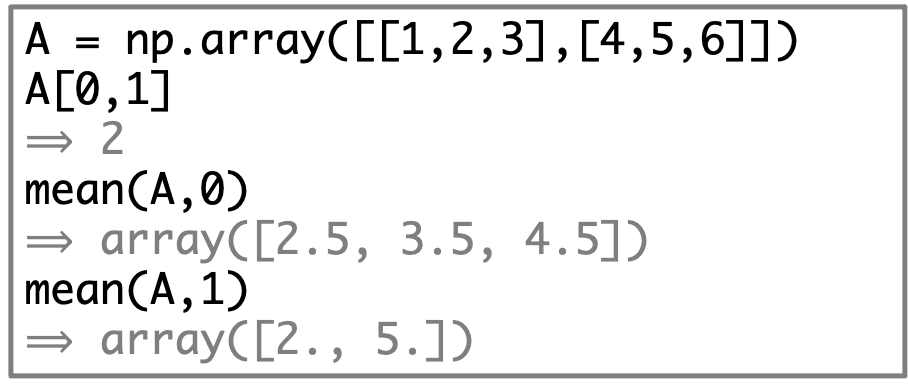 A = np.array([[1,2,3],[4,5,6]])
A[0,1]
⟹ 2
mean(A,0)
⟹ array([2.5, 3.5, 4.5])
mean(A,1)
⟹ array([2., 5.])